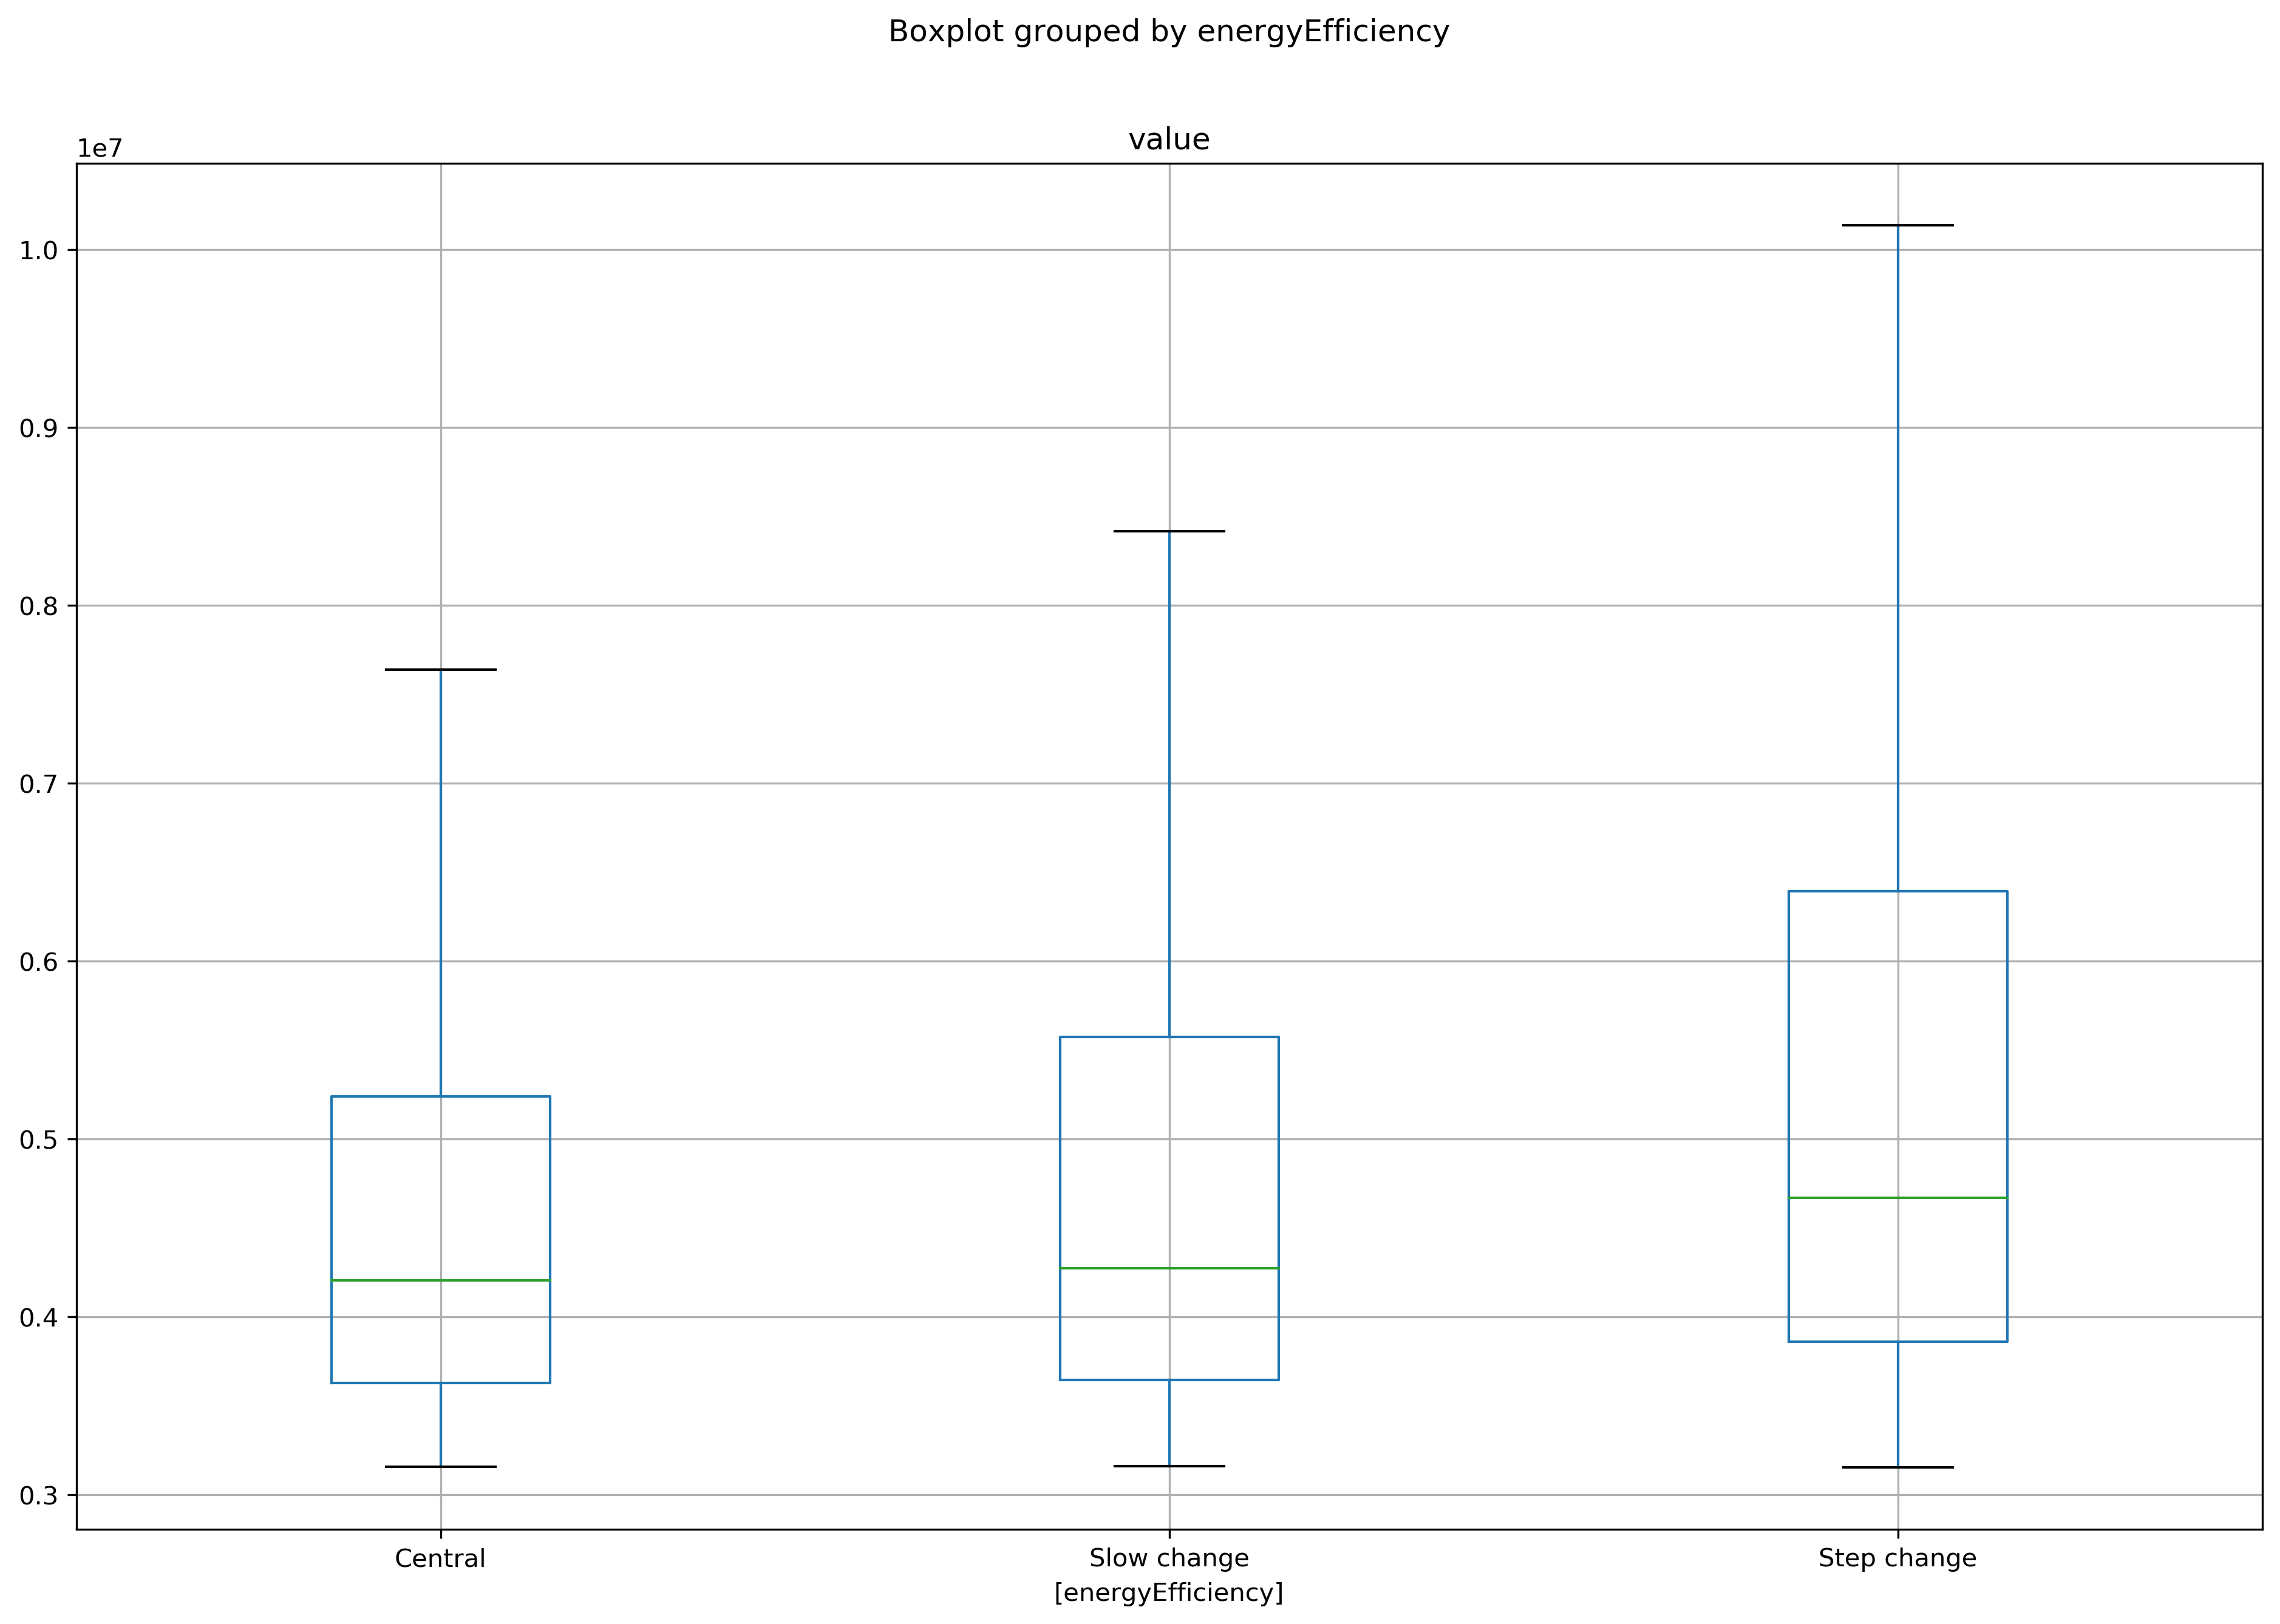 Boxplot grouped by energyEfficiency
value
1e7
1.0
0.9
0.8
0.7
0.6
0.5
0.4
0.3
Central
Slow change
Step change
[energyEfficiency]